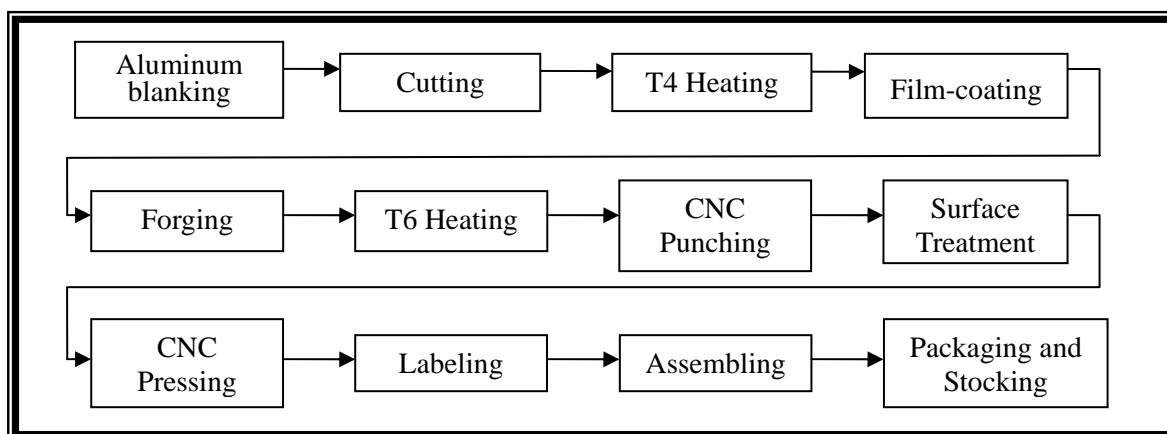 Aluminum
blanking
Cutting
T4 Heating
Film-coating
Forging
T6 Heating
CNC
Punching
Surface
Treatment
CNC
Pressing
Labeling
Assembling
Packaging and
Stocking